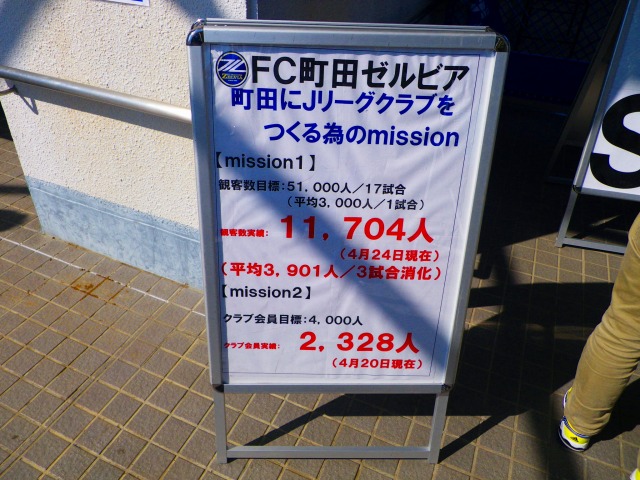 FC町田ゼルビア
町田にJリーグクラブを
つくる為のmission
【mission1】
観客数目標：51，000人／17試合
（平均3，000人／1試合）
観客数実績： 11，704人
（4月24日現在）
（平均3，901人／3試合消化）
【mission2】
クラブ会員目標：4，000人
クラブ会員実績： 2，328人
（4月20日現在）
S